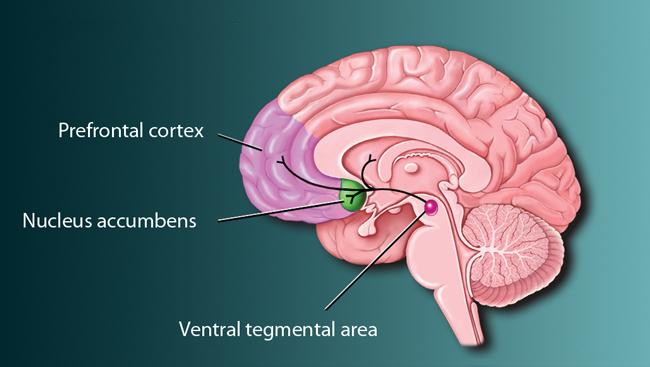 Prefrontal cortex
Nucleus accumbens
Ventral tegmental area